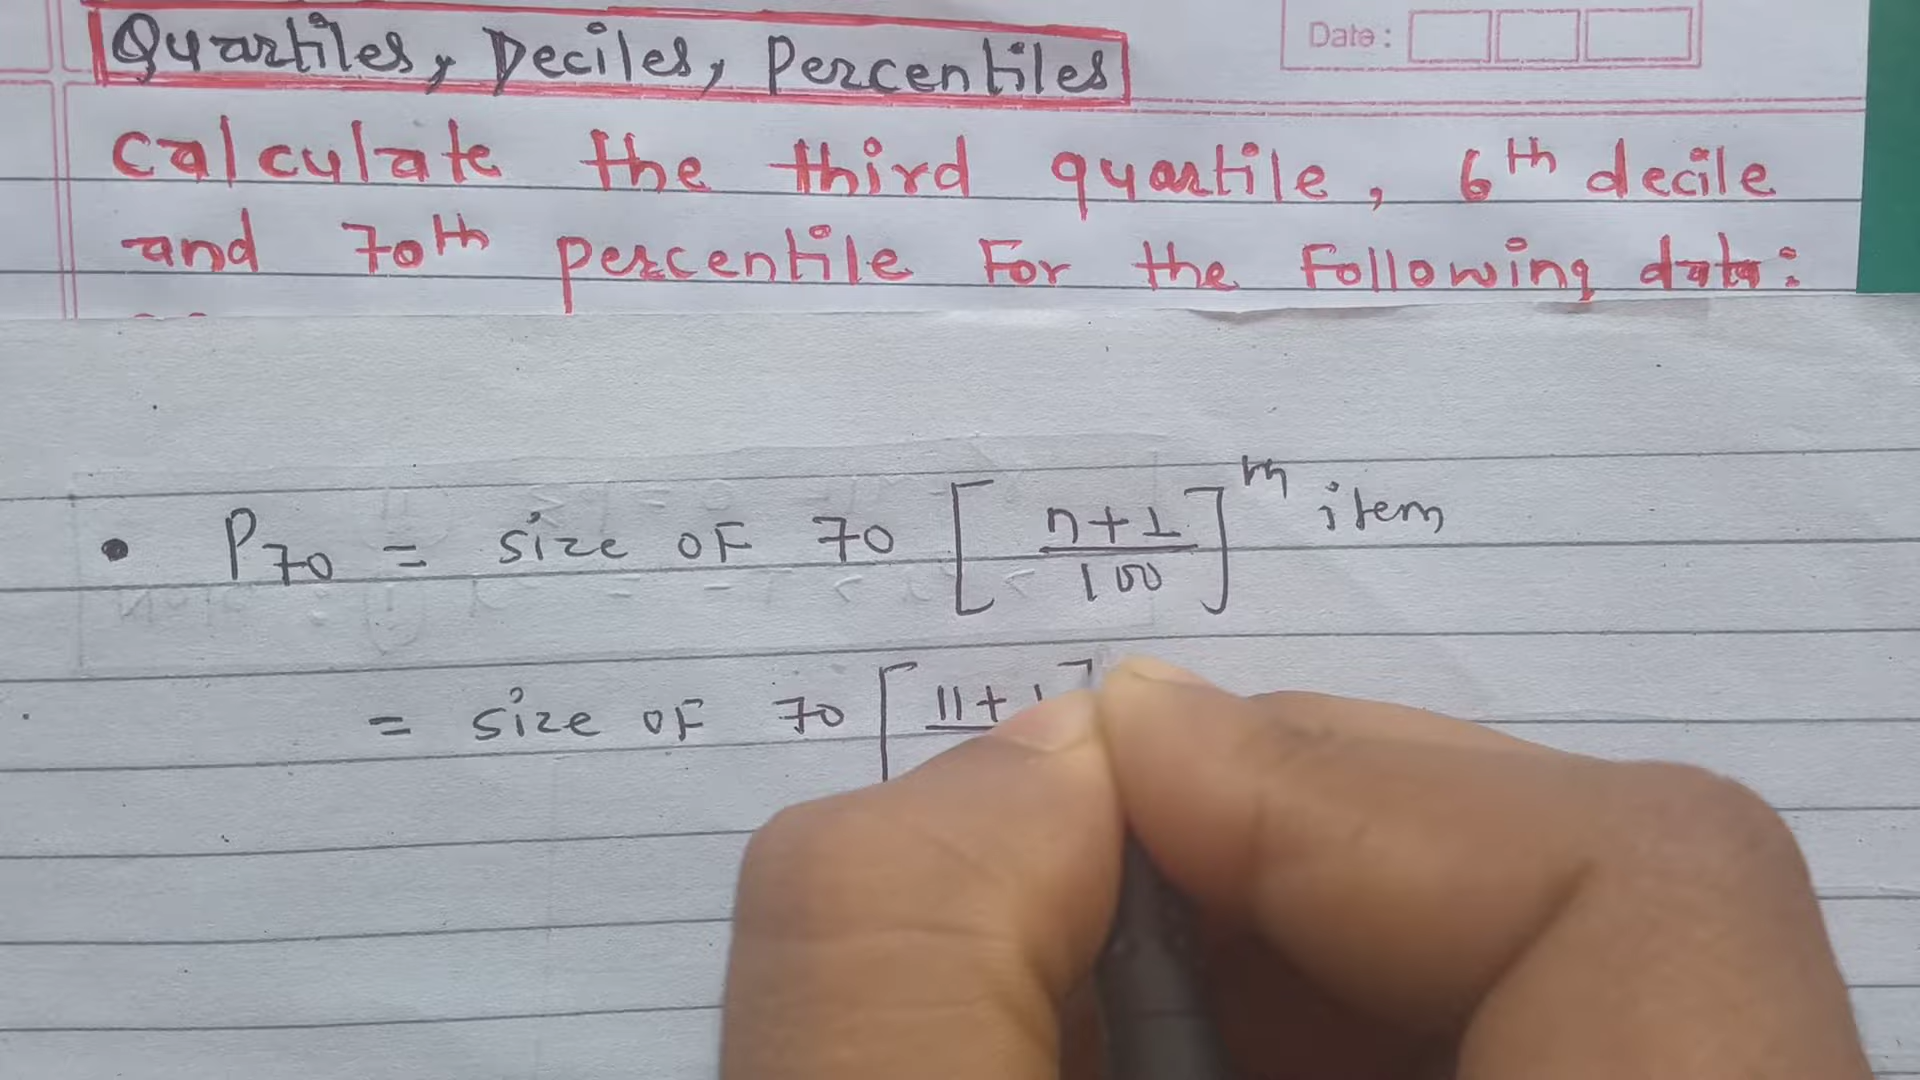 Quartiles, Deciles, Percentiles
Date:
calculate the third quartile, 6th decile
and 70th percentile For the Following data:
• P70 = size OF 70 [ n+1 / 100 ]th item
= size OF 70 [ 11+1